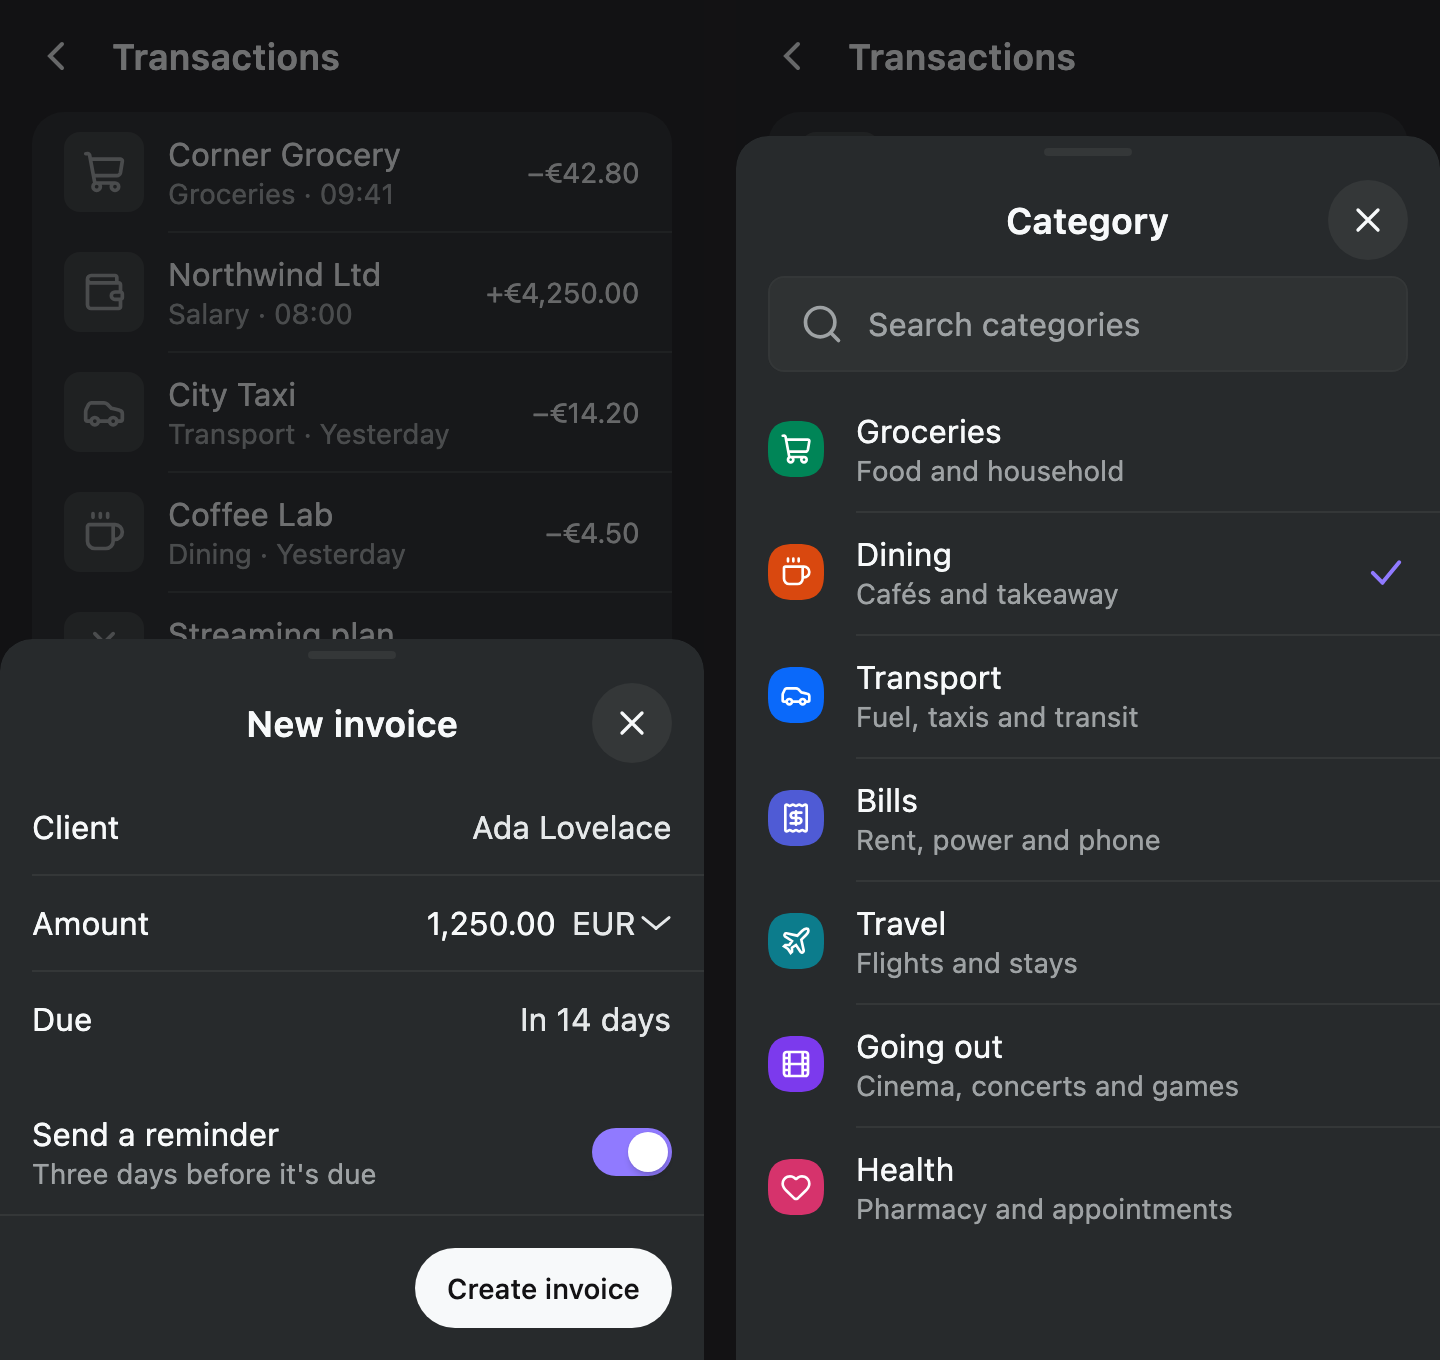 Transactions
Corner Grocery
Groceries · 09:41
−€42.80
Northwind Ltd
Salary · 08:00
+€4,250.00
City Taxi
Transport · Yesterday
−€14.20
Coffee Lab
Dining · Yesterday
−€4.50
Streaming plan
New invoice
Client
Ada Lovelace
Amount
1,250.00 EUR
Due
In 14 days
Send a reminder
Three days before it's due
Create invoice
Transactions
Category
Search categories
Groceries
Food and household
Dining
Cafés and takeaway
Transport
Fuel, taxis and transit
Bills
Rent, power and phone
Travel
Flights and stays
Going out
Cinema, concerts and games
Health
Pharmacy and appointments